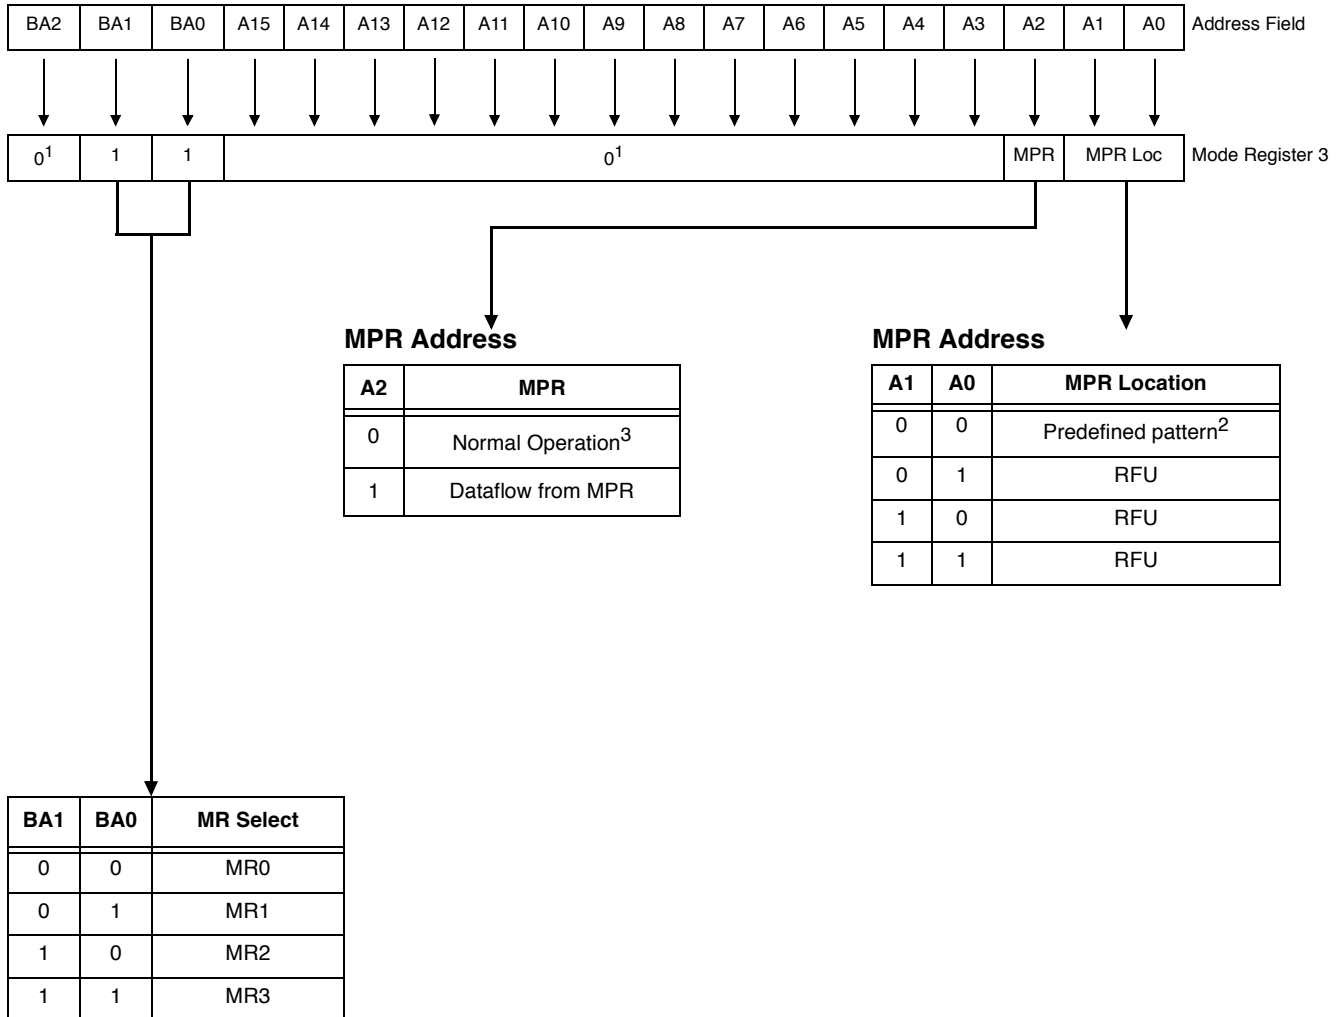 BA2 BA1 BA0 A15 A14 A13 A12 A11 A10 A9 A8 A7 A6 A5 A4 A3 A2 A1 A0 Address Field
0¹ 1 1 0¹ MPR MPR Loc Mode Register 3
MPR Address
A2 MPR
0 Normal Operation³
1 Dataflow from MPR
MPR Address
A1 A0 MPR Location
0 0 Predefined pattern²
0 1 RFU
1 0 RFU
1 1 RFU
BA1 BA0 MR Select
0 0 MR0
0 1 MR1
1 0 MR2
1 1 MR3